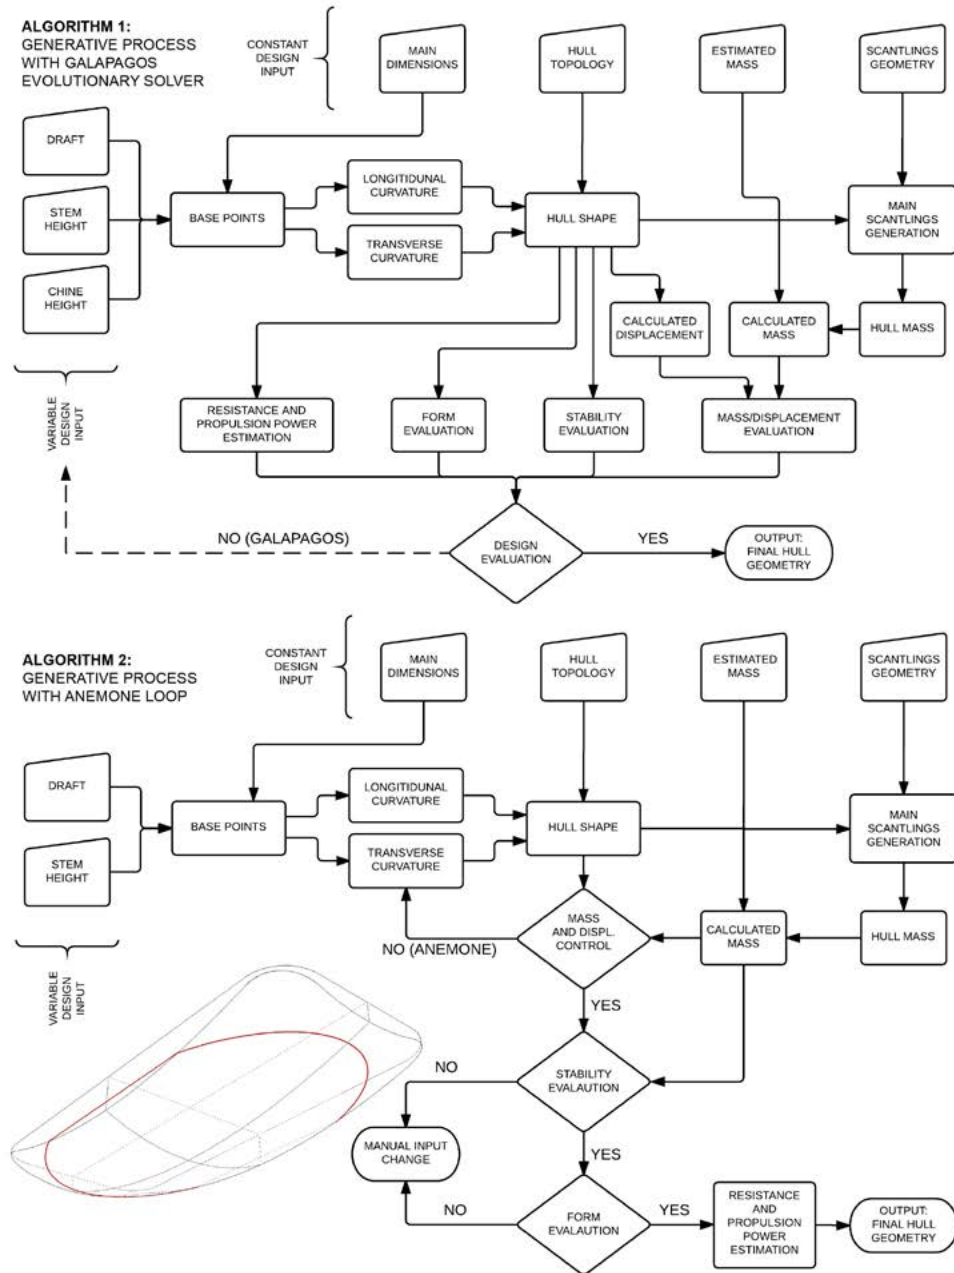 ALGORITHM 1:
GENERATIVE PROCESS
WITH GALAPAGOS
EVOLUTIONARY SOLVER
CONSTANT
DESIGN
INPUT
MAIN
DIMENSIONS
HULL
TOPOLOGY
ESTIMATED
MASS
SCANTLINGS
GEOMETRY
DRAFT
STEM
HEIGHT
CHINE
HEIGHT
BASE POINTS
LONGITIDUNAL
CURVATURE
TRANSVERSE
CURVATURE
HULL SHAPE
MAIN
SCANTLINGS
GENERATION
CALCULATED
DISPLACEMENT
CALCULATED
MASS
HULL MASS
VARIABLE
DESIGN
INPUT
RESISTANCE AND
PROPULSION POWER
ESTIMATION
FORM
EVALUATION
STABILITY
EVALUATION
MASS/DISPLACEMENT
EVALUATION
NO (GALAPAGOS)
DESIGN
EVALUATION
YES
OUTPUT:
FINAL HULL
GEOMETRY
ALGORITHM 2:
GENERATIVE PROCESS
WITH ANEMONE LOOP
CONSTANT
DESIGN
INPUT
MAIN
DIMENSIONS
HULL
TOPOLOGY
ESTIMATED
MASS
SCANTLINGS
GEOMETRY
DRAFT
STEM
HEIGHT
BASE POINTS
LONGITIDUNAL
CURVATURE
TRANSVERSE
CURVATURE
HULL SHAPE
MAIN
SCANTLINGS
GENERATION
NO (ANEMONE)
MASS
AND DISPL.
CONTROL
CALCULATED
MASS
HULL MASS
VARIABLE
DESIGN
INPUT
YES
NO
STABILITY
EVALAUTION
MANUAL INPUT
CHANGE
YES
NO
FORM
EVALAUTION
YES
RESISTANCE
AND
PROPULSION
POWER
ESTIMATION
OUTPUT:
FINAL HULL
GEOMETRY